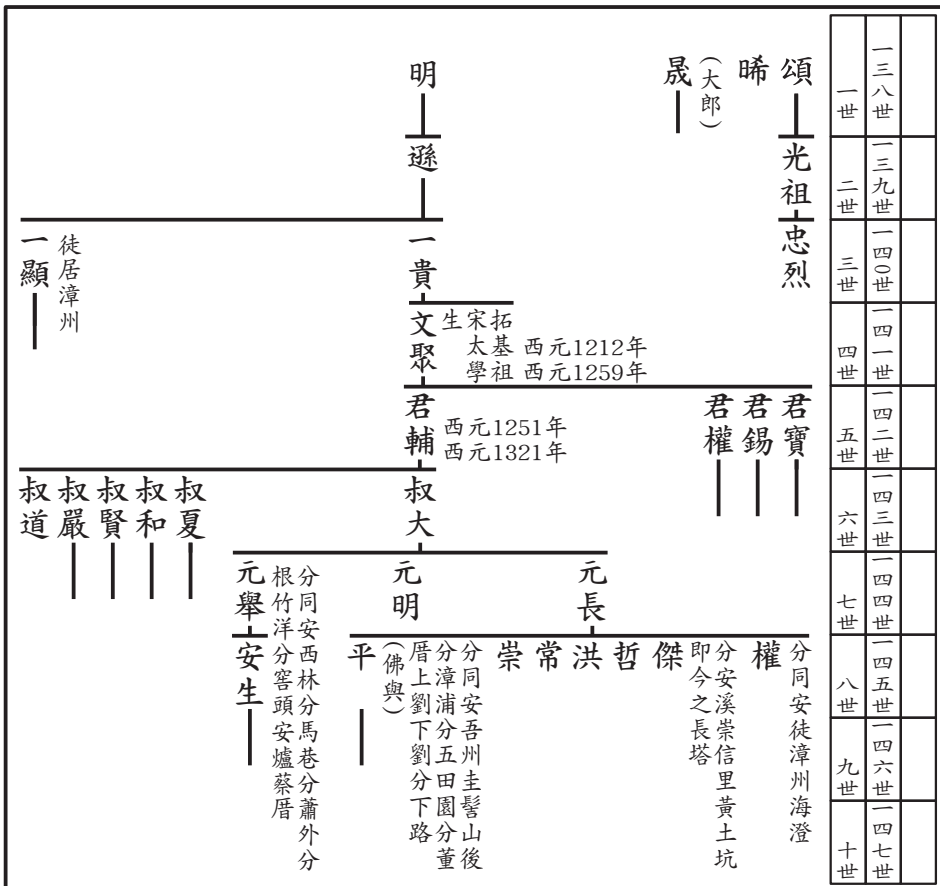 一三八世
一世
一三九世
二世
一四〇世
三世
一四一世
四世
一四二世
五世
一四三世
六世
一四四世
七世
一四五世
八世
一四六世
九世
一四七世
十世
頌
晞
晟
(大郎)
明
光祖
遜
忠烈
一貴
一顯
徒居漳州
文聚
拓基祖
宋太學生
西元1212年
西元1259年
君寶
君錫
君權
君輔
西元1251年
西元1321年
叔大
叔夏
叔和
叔賢
叔嚴
叔道
元長
元明
元舉
分同安西林分馬巷分蕭外分
根竹洋分窖頭安爐蔡厝
權
分同安徒漳州海澄
傑
分安溪崇信里黃土坑
即今之長塔
哲
洪
常
崇
平
(佛與)
分同安吾州圭髻山後
分漳浦分五田園分董
厝上劉下劉分下路
安生